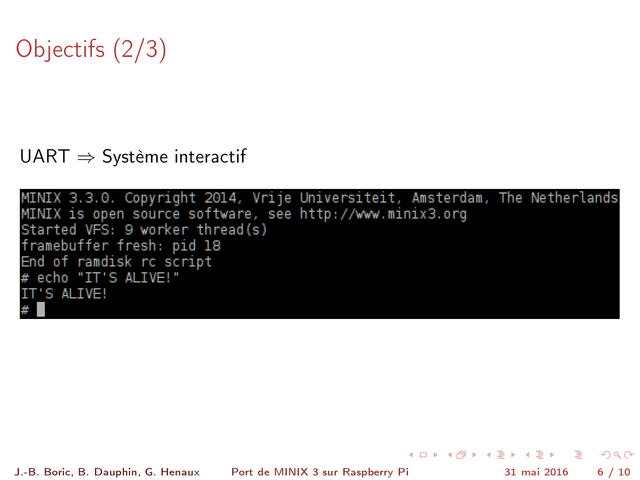 Objectifs (2/3)
UART ⇒ Système interactif
MINIX 3.3.0. Copyright 2014, Vrije Universiteit, Amsterdam, The Netherlands
MINIX is open source software, see http://www.minix3.org
Started VFS: 9 worker thread(s)
framebuffer fresh: pid 18
End of ramdisk rc script
# echo "IT'S ALIVE!"
IT'S ALIVE!
#
J.-B. Boric, B. Dauphin, G. Henaux Port de MINIX 3 sur Raspberry Pi 31 mai 2016 6 / 10